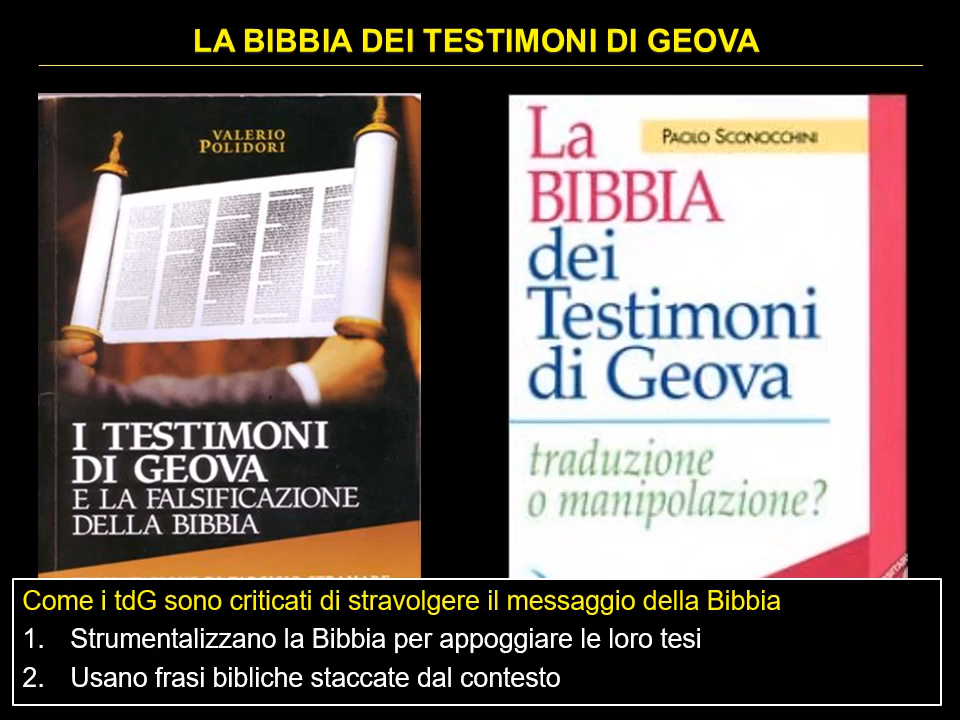 LA BIBBIA DEI TESTIMONI DI GEOVA
VALERIO
POLIDORI
I TESTIMONI
DI GEOVA
E LA FALSIFICAZIONE
DELLA BIBBIA
PAOLO SCONOCCHINI
La
BIBBIA
dei
Testimoni
di Geova
traduzione
o manipolazione?
Come i tdG sono criticati di stravolgere il messaggio della Bibbia
1. Strumentalizzano la Bibbia per appoggiare le loro tesi
2. Usano frasi bibliche staccate dal contesto